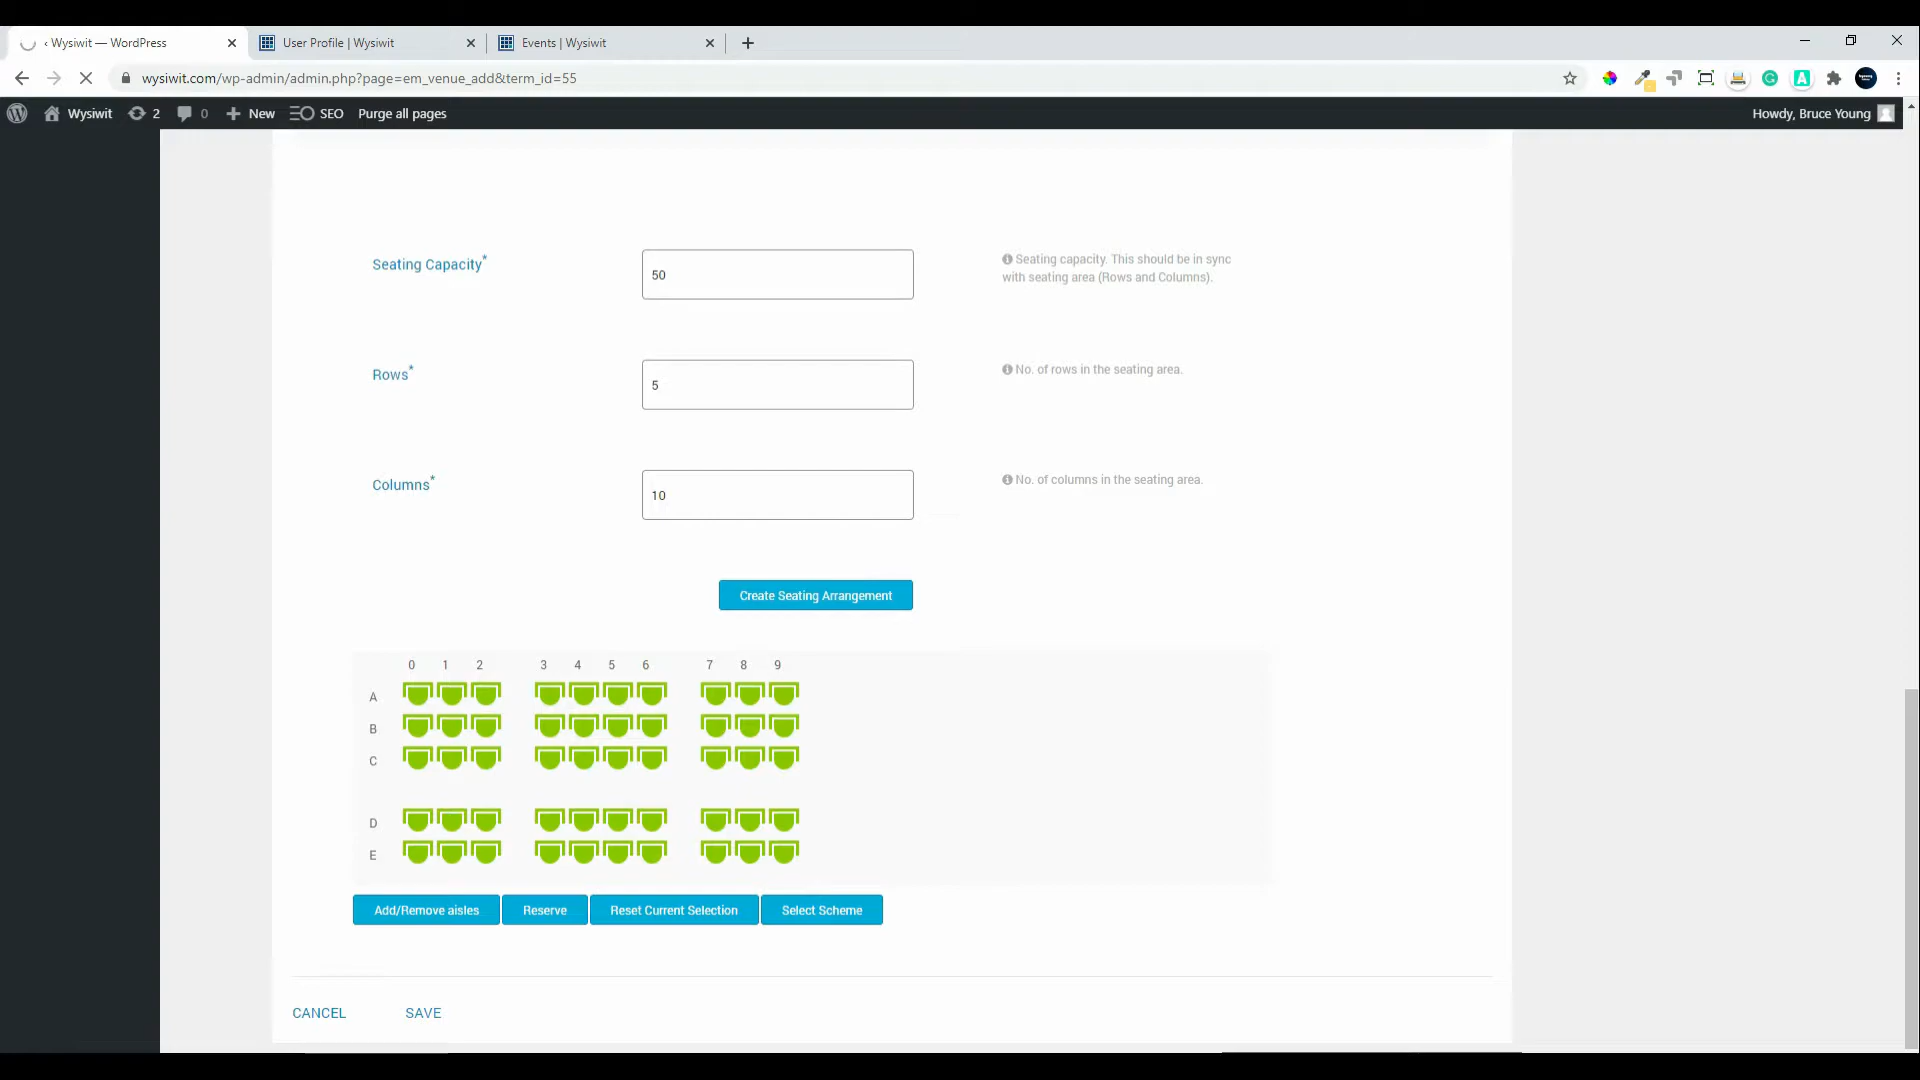 ‹ Wysiwit — WordPress
User Profile | Wysiwit
Events | Wysiwit
wysiwit.com/wp-admin/admin.php?page=em_venue_add&term_id=55
Wysiwit 2 0 New SEO Purge all pages Howdy, Bruce Young
Seating Capacity*
50
Seating capacity. This should be in sync
with seating area (Rows and Columns).
Rows*
5
No. of rows in the seating area.
Columns*
10
No. of columns in the seating area.
Create Seating Arrangement
0 1 2 3 4 5 6 7 8 9
A
B
C
D
E
Add/Remove aisles
Reserve
Reset Current Selection
Select Scheme
CANCEL
SAVE